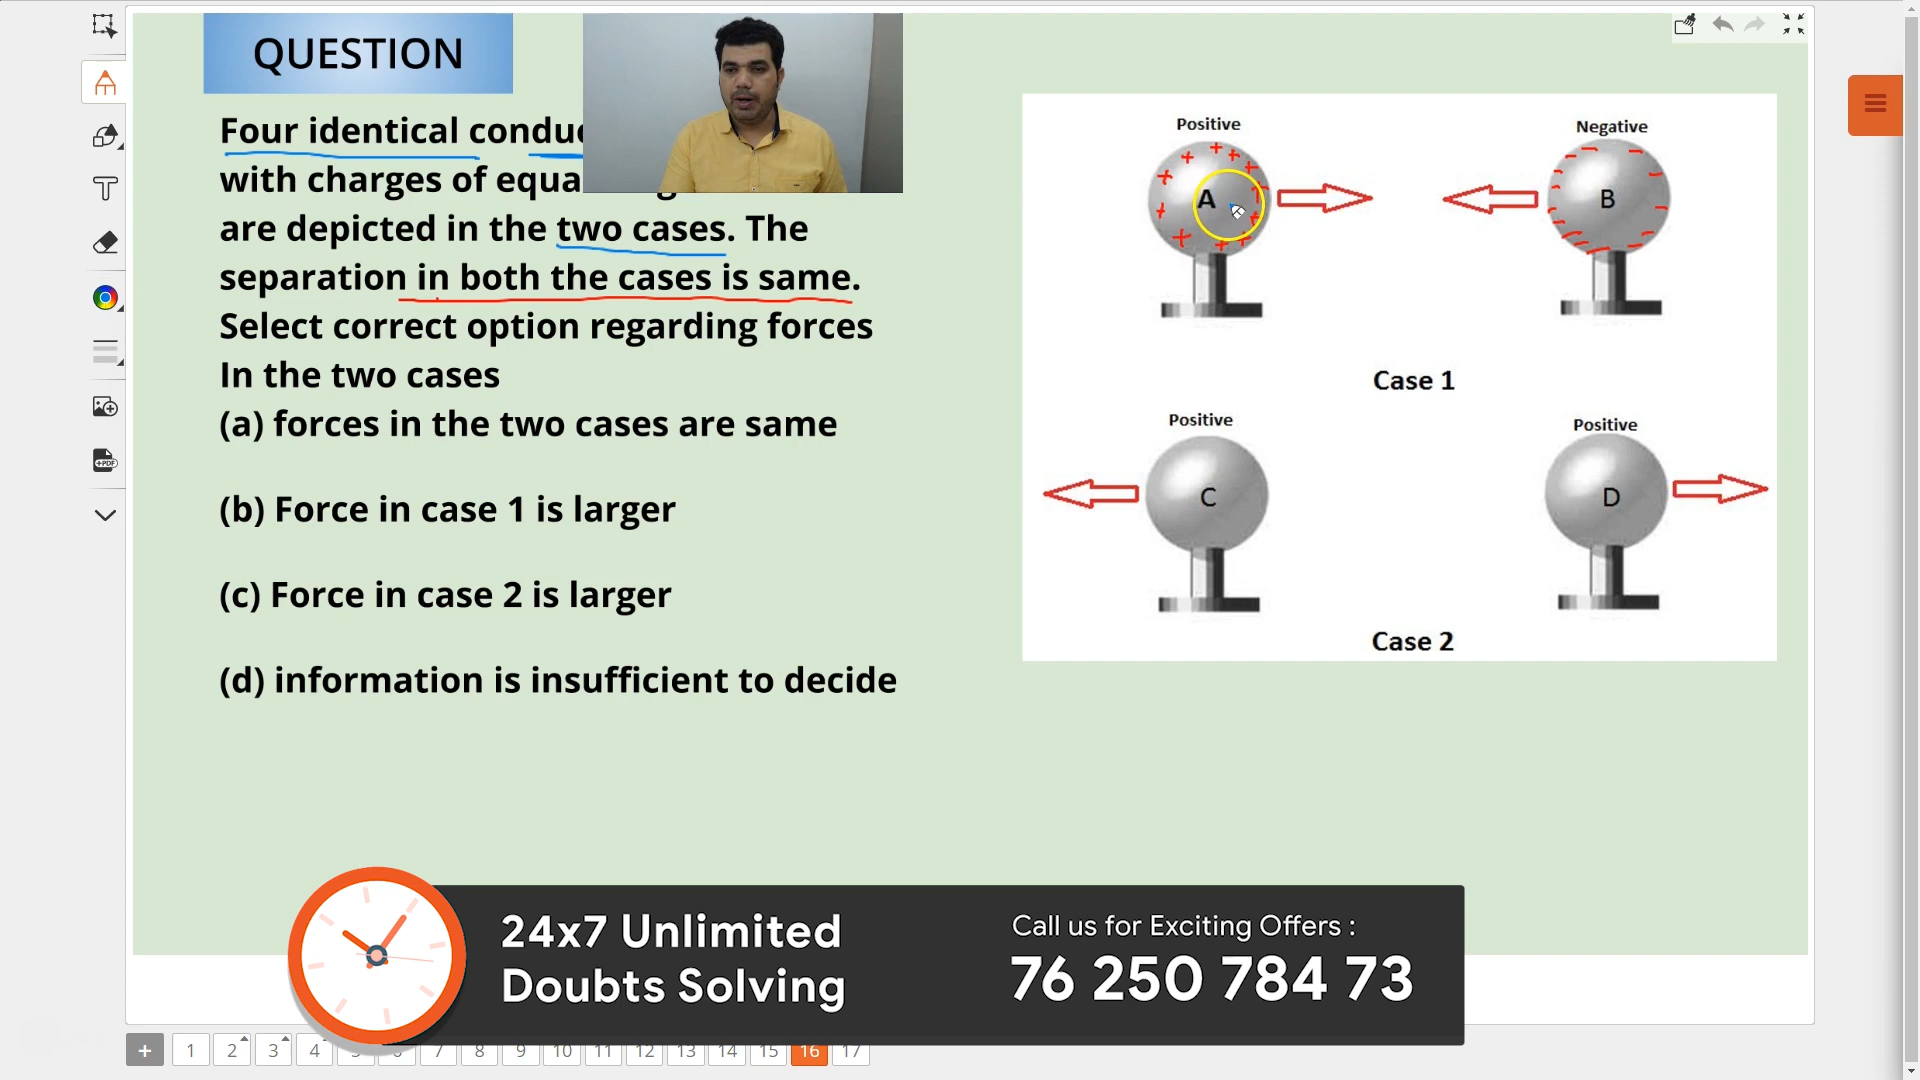 QUESTION
Four identical
with charges of
are depicted in the two cases. The
separation in both the cases is same.
Select correct option regarding forces
In the two cases
(a) forces in the two cases are same
(b) Force in case 1 is larger
(c) Force in case 2 is larger
(d) information is insufficient to decide
Positive
Negative
A
B
Case 1
Positive
Positive
C
D
Case 2
T
+PDF
24x7 Unlimited
Doubts Solving
Call us for Exciting Offers :
76 250 784 73
+ 1 2 3 4 7 8 9 10 11 12 13 14 15 16 17